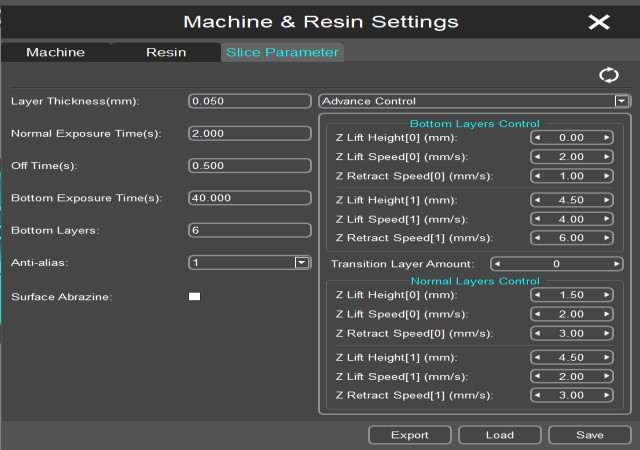 Machine & Resin Settings
Machine Resin Slice Parameter
Layer Thickness(mm): 0.050
Normal Exposure Time(s): 2.000
Off Time(s): 0.500
Bottom Exposure Time(s): 40.000
Bottom Layers: 6
Anti-alias: 1
Surface Abrazine:
Advance Control
Bottom Layers Control
Z Lift Height[0] (mm): 0.00
Z Lift Speed[0] (mm/s): 2.00
Z Retract Speed[0] (mm/s): 1.00
Z Lift Height[1] (mm): 4.50
Z Lift Speed[1] (mm/s): 4.00
Z Retract Speed[1] (mm/s): 6.00
Transition Layer Amount: 0
Normal Layers Control
Z Lift Height[0] (mm): 1.50
Z Lift Speed[0] (mm/s): 2.00
Z Retract Speed[0] (mm/s): 3.00
Z Lift Height[1] (mm): 4.50
Z Lift Speed[1] (mm/s): 2.00
Z Retract Speed[1] (mm/s): 3.00
Export Load Save